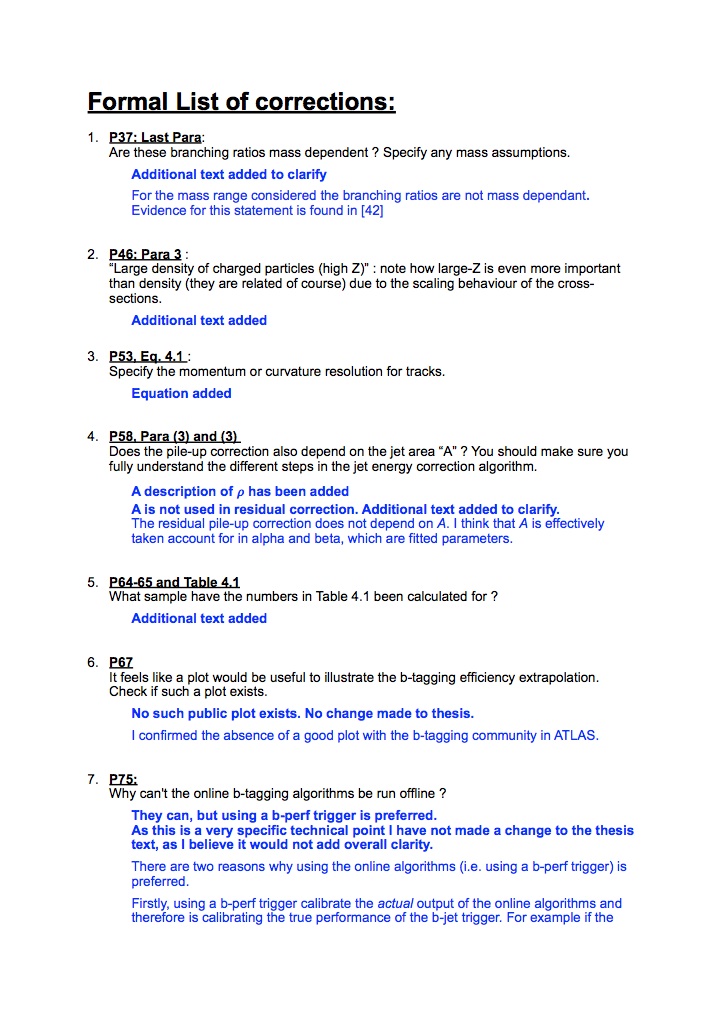 Formal List of corrections:
1. P37: Last Para:
Are these branching ratios mass dependent ? Specify any mass assumptions.
Additional text added to clarify
For the mass range considered the branching ratios are not mass dependant.
Evidence for this statement is found in [42]
2. P46: Para 3 :
“Large density of charged particles (high Z)” : note how large-Z is even more important
than density (they are related of course) due to the scaling behaviour of the cross-
sections.
Additional text added
3. P53, Eq. 4.1 :
Specify the momentum or curvature resolution for tracks.
Equation added
4. P58, Para (3) and (3)
Does the pile-up correction also depend on the jet area “A” ? You should make sure you
fully understand the different steps in the jet energy correction algorithm.
A description of ρ has been added
A is not used in residual correction. Additional text added to clarify.
The residual pile-up correction does not depend on A. I think that A is effectively
taken account for in alpha and beta, which are fitted parameters.
5. P64-65 and Table 4.1
What sample have the numbers in Table 4.1 been calculated for ?
Additional text added
6. P67
It feels like a plot would be useful to illustrate the b-tagging efficiency extrapolation.
Check if such a plot exists.
No such public plot exists. No change made to thesis.
I confirmed the absence of a good plot with the b-tagging community in ATLAS.
7. P75:
Why can't the online b-tagging algorithms be run offline ?
They can, but using a b-perf trigger is preferred.
As this is a very specific technical point I have not made a change to the thesis
text, as I believe it would not add overall clarity.
There are two reasons why using the online algorithms (i.e. using a b-perf trigger) is
preferred.
Firstly, using a b-perf trigger calibrate the actual output of the online algorithms and
therefore is calibrating the true performance of the b-jet trigger. For example if the